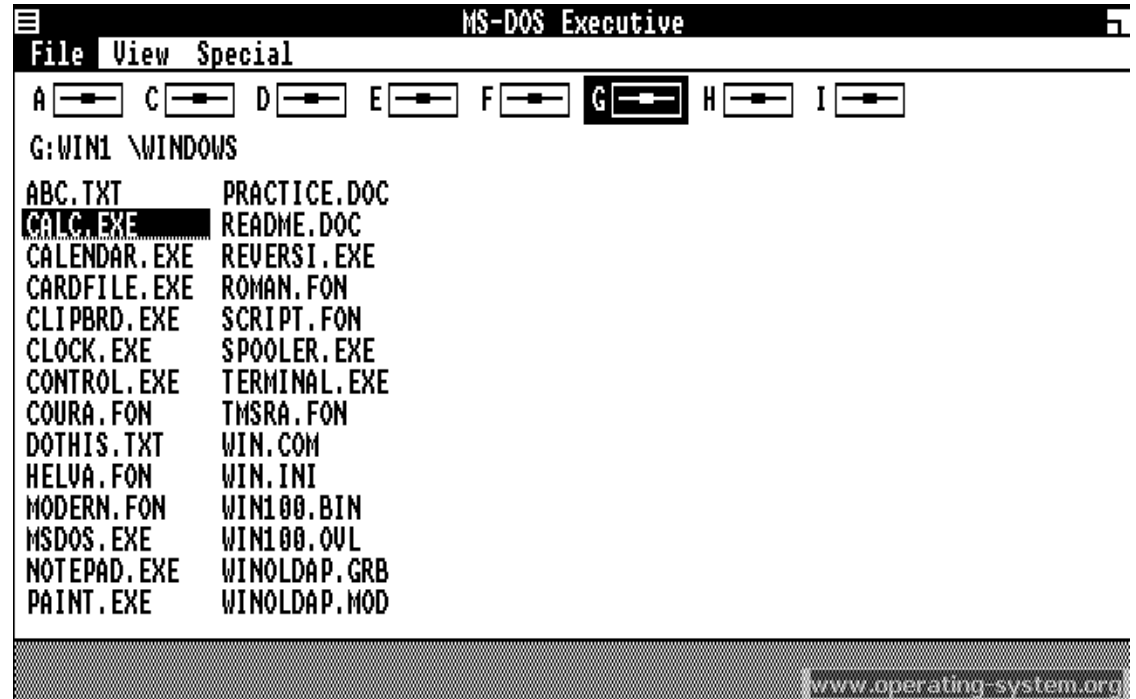 MS-DOS Executive
File View Special
A C D E F G H I
G:WIN1 \WINDOWS
ABC.TXT PRACTICE.DOC
CALC.EXE README.DOC
CALENDAR.EXE REVERSI.EXE
CARDFILE.EXE ROMAN.FON
CLIPBRD.EXE SCRIPT.FON
CLOCK.EXE SPOOLER.EXE
CONTROL.EXE TERMINAL.EXE
COURA.FON TMSRA.FON
DOTHIS.TXT WIN.COM
HELVA.FON WIN.INI
MODERN.FON WIN100.BIN
MSDOS.EXE WIN100.OVL
NOTEPAD.EXE WINOLDAP.GRB
PAINT.EXE WINOLDAP.MOD
www.operating-system.org